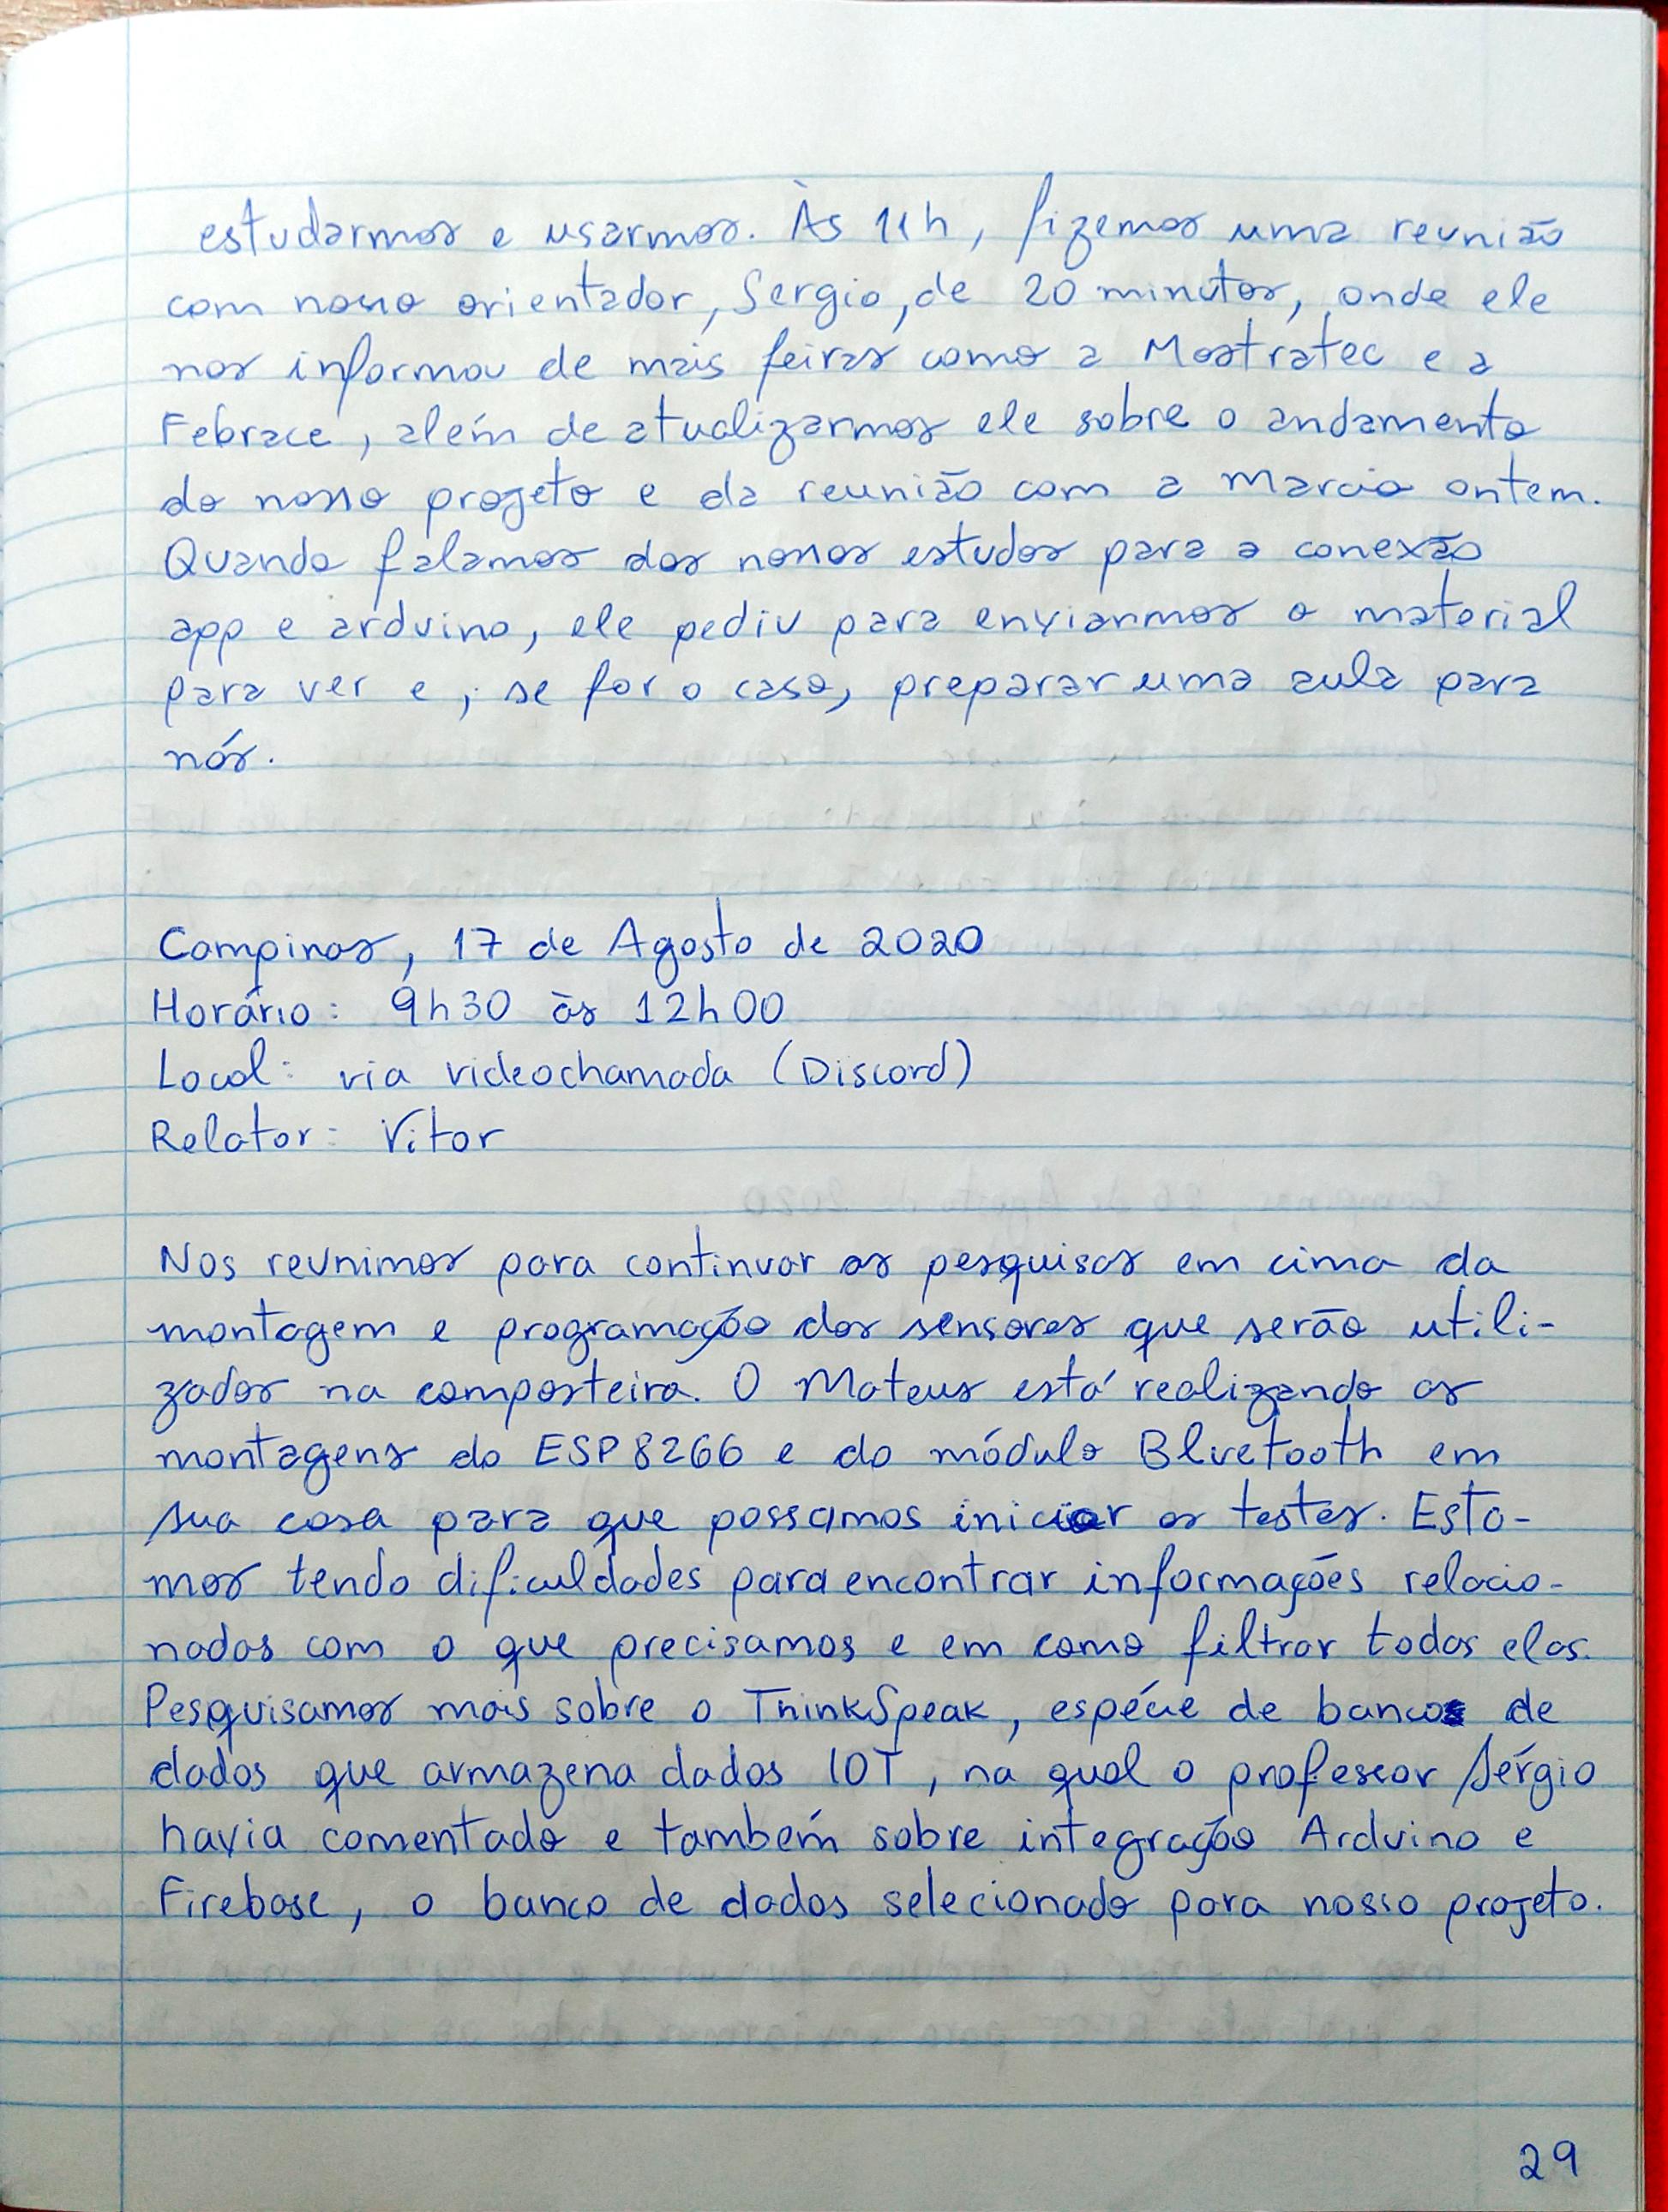 estudarmos e usarmos. Às 11h, fizemos uma reunião
com nosso orientador, Sergio, de 20 minutos, onde ele
nos informou de mais feiras como a Mostratec e a
Febrace, além de atualizarmos ele sobre o andamento
do nosso projeto e da reunião com a Marcia ontem.
Quando falamos dos nossos estudos para a conexão
app e arduino, ele pediu para enviarmos o material
para ver e, se for o caso, preparar uma aula para
nós.
Campinas, 17 de Agosto de 2020
Horário: 9h30 às 12h00
Local: via videochamada (Discord)
Relator: Vitor
Nos reunimos para continuar as pesquisas em cima da
montagem e programação dos sensores que serão utili-
zados na composteira. O Mateus está realizando as
montagens do ESP8266 e do módulo Bluetooth em
sua casa para que possamos iniciar os testes. Esta-
mos tendo dificuldades para encontrar informações relacio-
nadas com o que precisamos e em como filtrar todas elas.
Pesquisamos mais sobre o ThinkSpeak, espécie de banco de
dados que armazena dados IOT, na qual o professor Sérgio
havia comentado e também sobre integração Arduino e
Firebase, o banco de dados selecionado para nosso projeto.
29